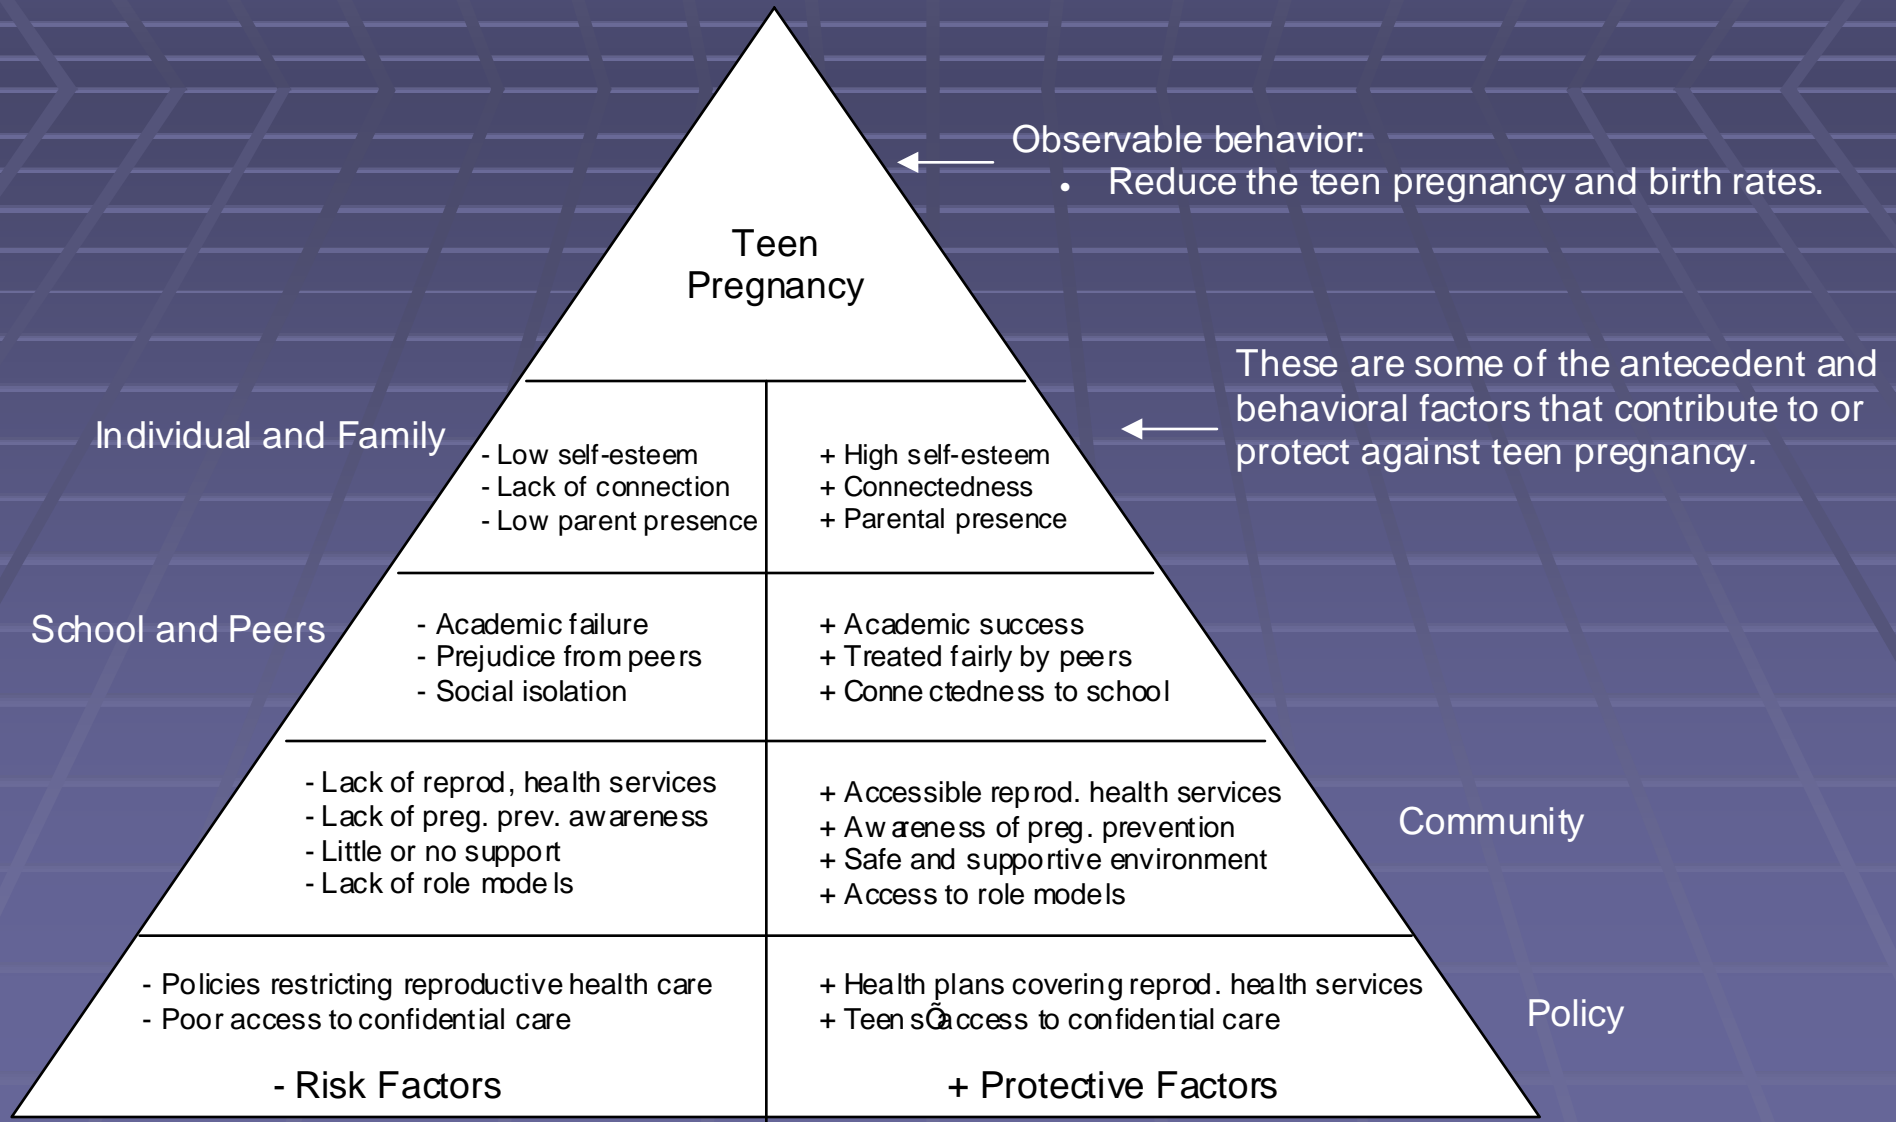 Observable behavior:
• Reduce the teen pregnancy and birth rates.
Teen
Pregnancy
These are some of the antecedent and
behavioral factors that contribute to or
protect against teen pregnancy.
Individual and Family
- Low self-esteem
- Lack of connection
- Low parent presence
+ High self-esteem
+ Connectedness
+ Parental presence
School and Peers
- Academic failure
- Prejudice from peers
- Social isolation
+ Academic success
+ Treated fairly by peers
+ Connectedness to school
- Lack of reprod, health services
- Lack of preg. prev. awareness
- Little or no support
- Lack of role models
+ Accessible reprod. health services
+ Awareness of preg. prevention
+ Safe and supportive environment
+ Access to role models
Community
- Policies restricting reproductive health care
- Poor access to confidential care
+ Health plans covering reprod. health services
+ TeensÕ access to confidential care
Policy
- Risk Factors
+ Protective Factors